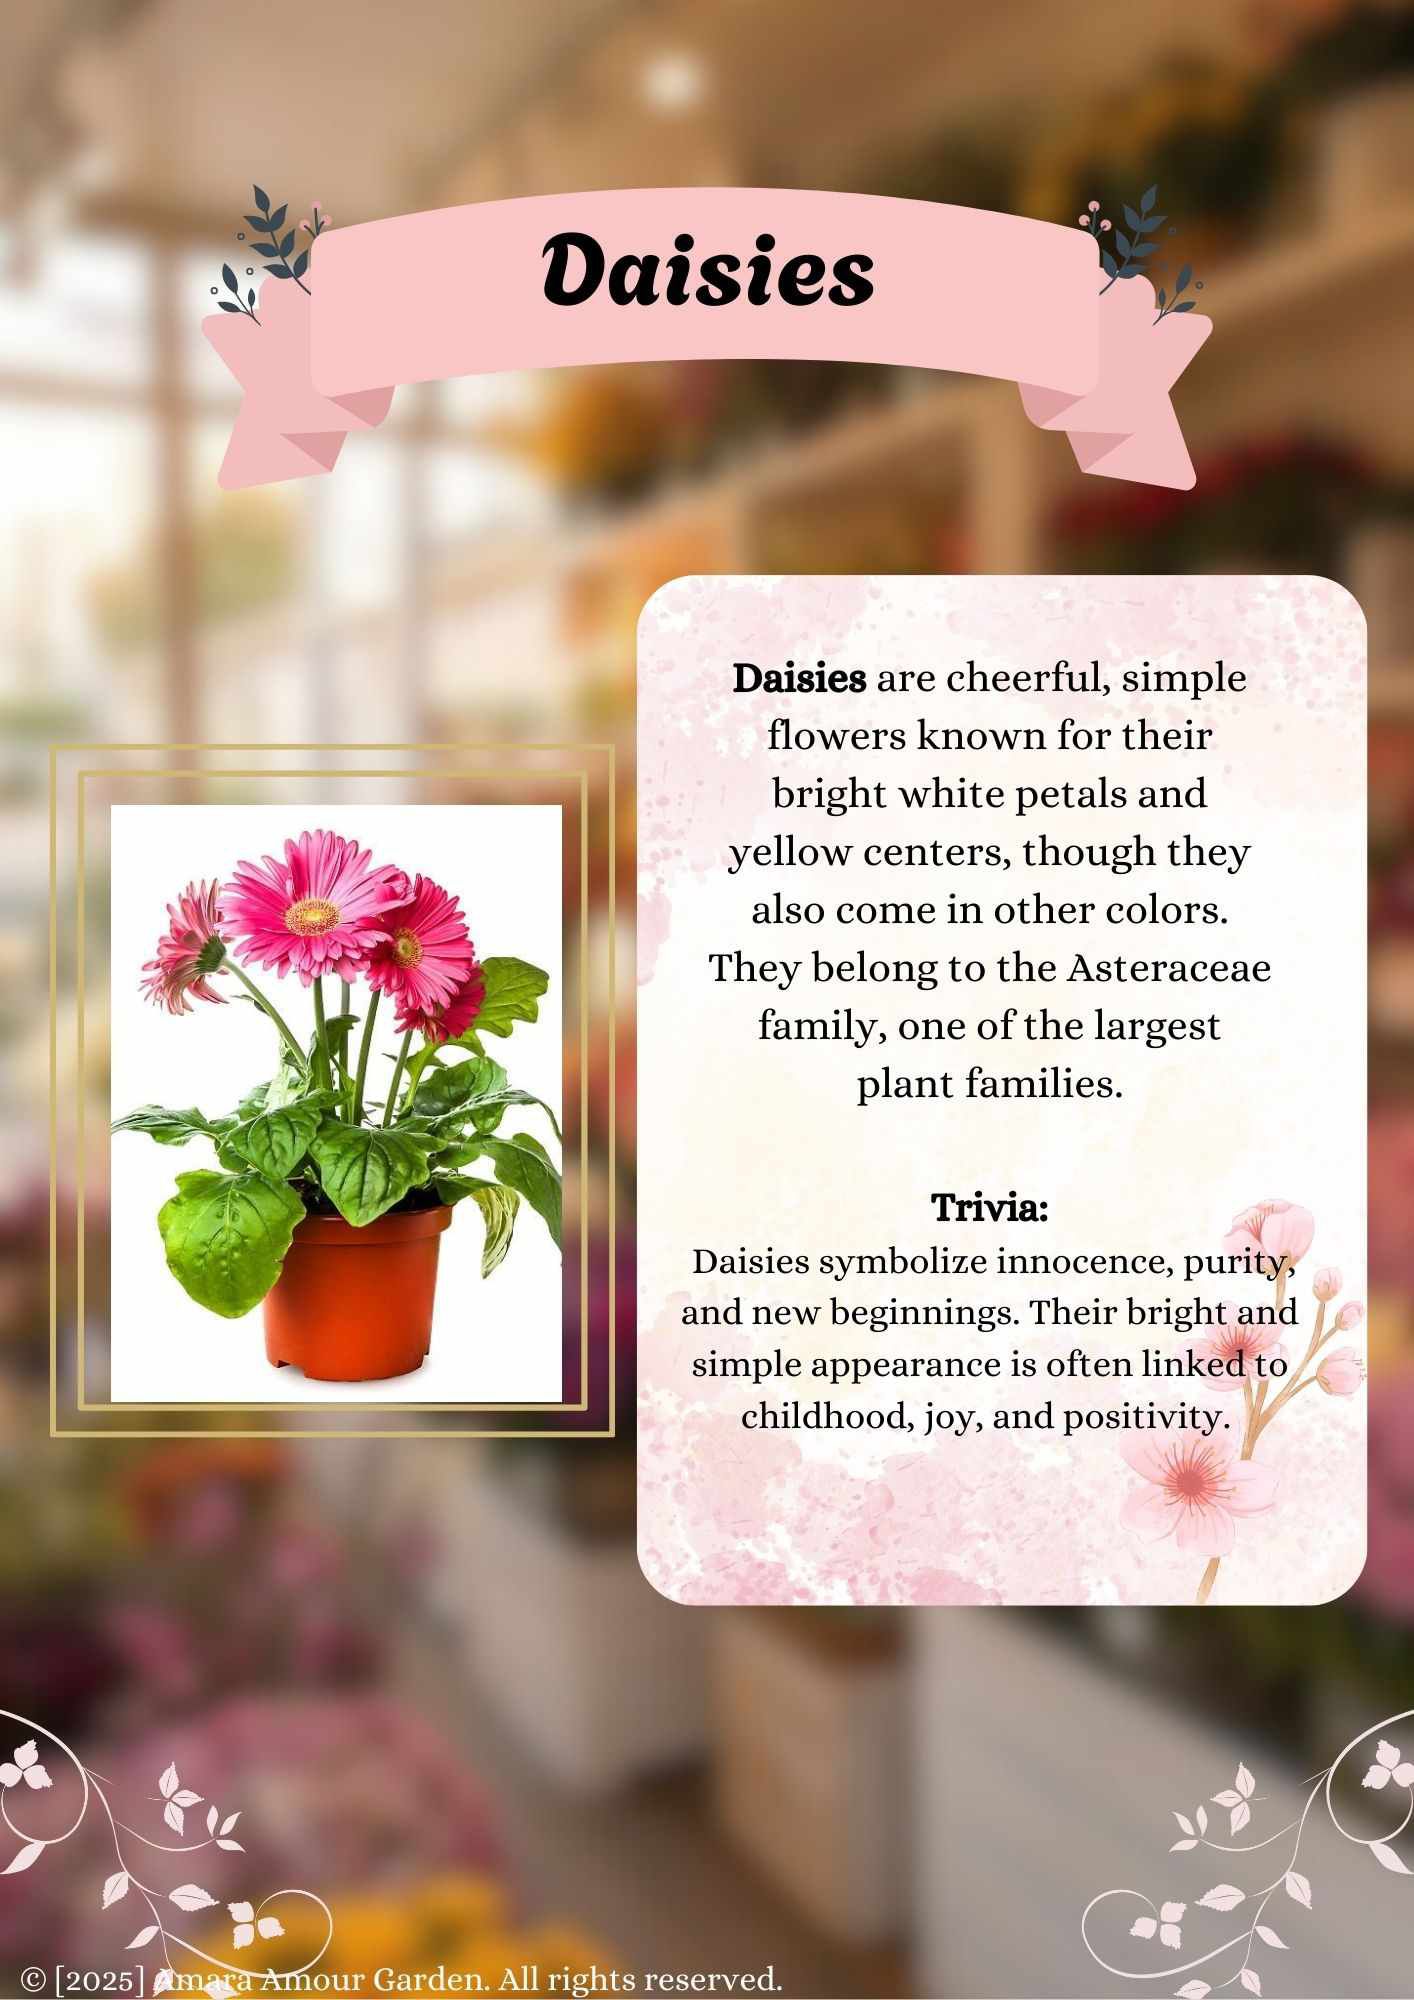 Daisies
Daisies are cheerful, simple
flowers known for their
bright white petals and
yellow centers, though they
also come in other colors.
They belong to the Asteraceae
family, one of the largest
plant families.
Trivia:
Daisies symbolize innocence, purity,
and new beginnings. Their bright and
simple appearance is often linked to
childhood, joy, and positivity.
© [2025] Amara Amour Garden. All rights reserved.